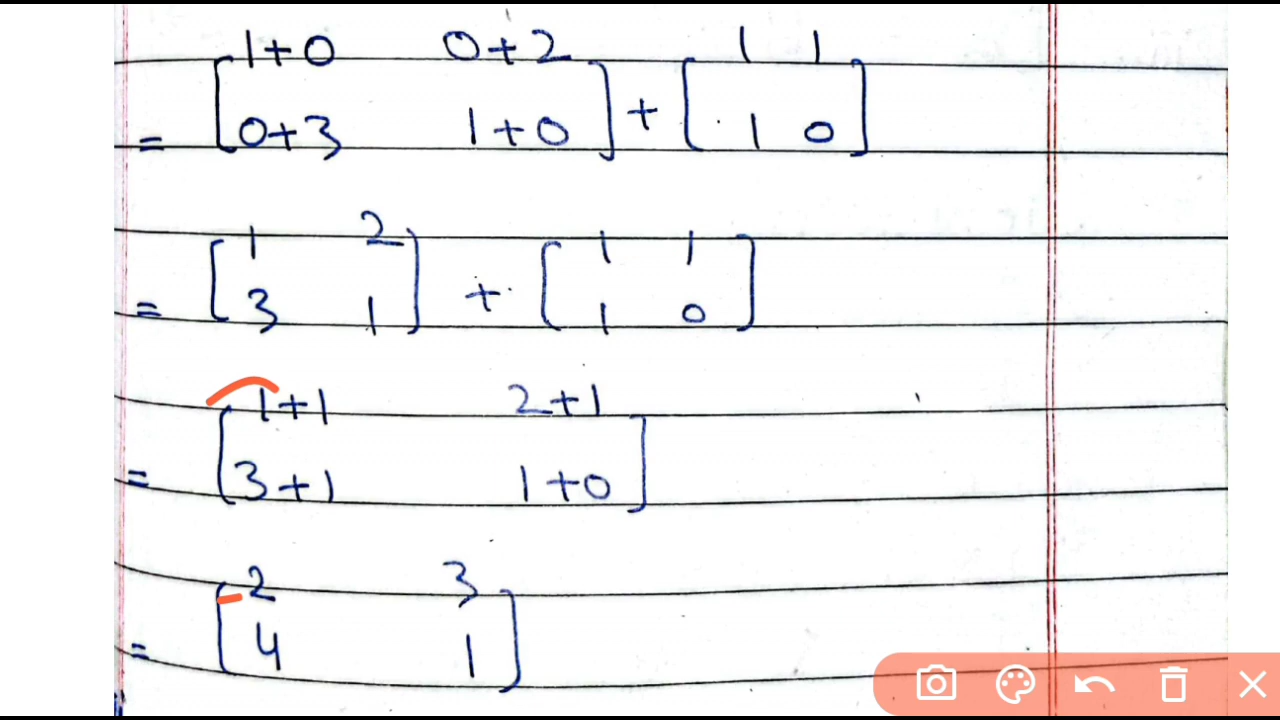 1+0 0+2 1 1
= 0+3 1+0 + 1 0
1 2 1 1
= 3 1 + 1 0
1+1 2+1
= 3+1 1+0
2 3
= 4 1